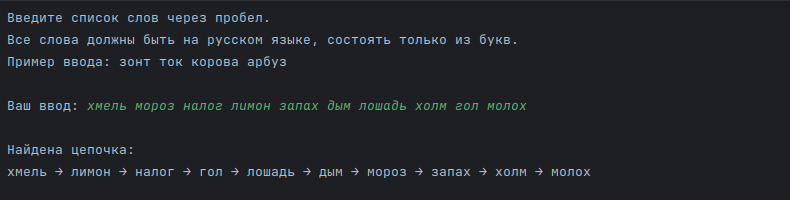 Введите список слов через пробел.
Все слова должны быть на русском языке, состоять только из букв.
Пример ввода: зонт ток корова арбуз
Ваш ввод: хмель мороз налог лимон запах дым лошадь холм гол молох
Найдена цепочка:
хмель → лимон → налог → гол → лошадь → дым → мороз → запах → холм → молох